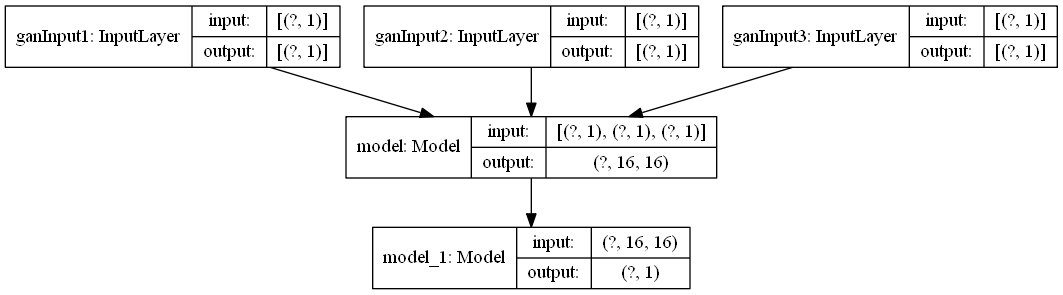 ganInput1: InputLayer
input: [(?, 1)]
output: [(?, 1)]
ganInput2: InputLayer
input: [(?, 1)]
output: [(?, 1)]
ganInput3: InputLayer
input: [(?, 1)]
output: [(?, 1)]
model: Model
input: [(?, 1), (?, 1), (?, 1)]
output: (?, 16, 16)
model_1: Model
input: (?, 16, 16)
output: (?, 1)